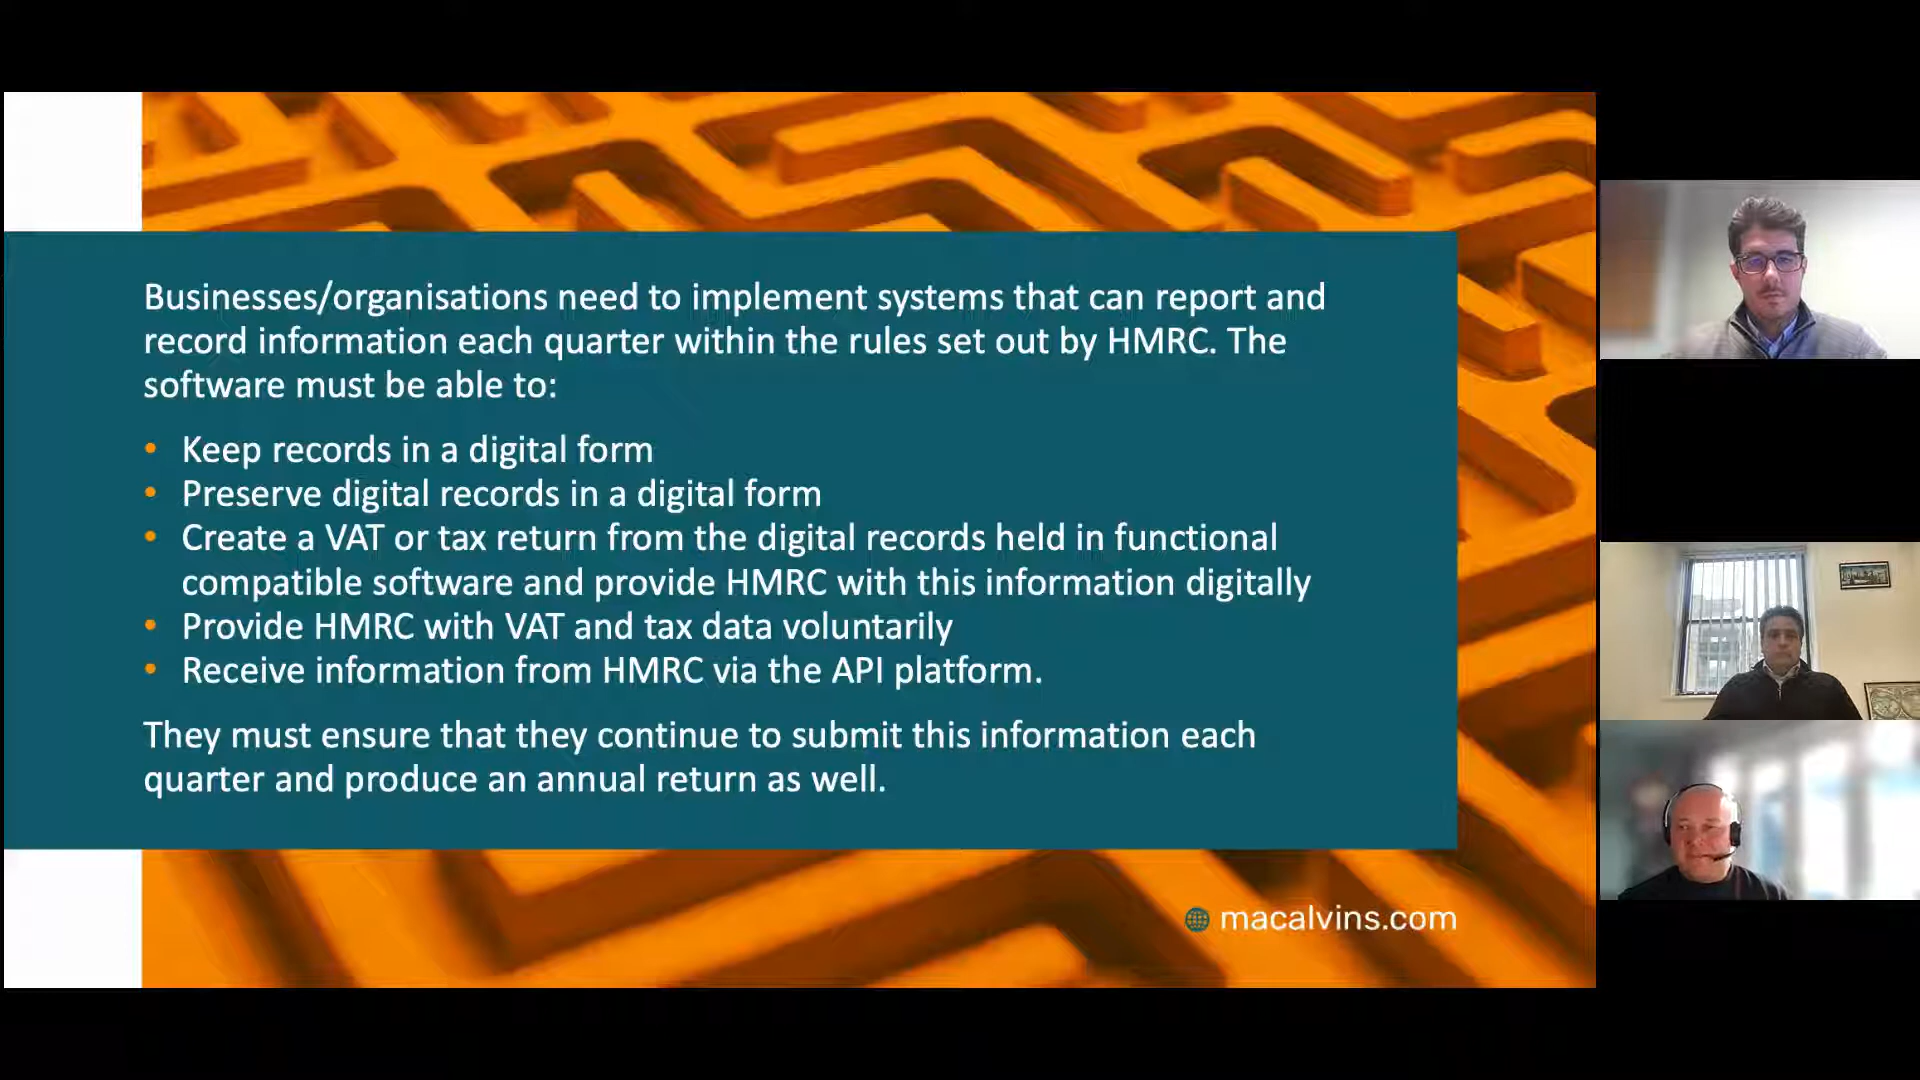 Businesses/organisations need to implement systems that can report and
record information each quarter within the rules set out by HMRC. The
software must be able to:
• Keep records in a digital form
• Preserve digital records in a digital form
• Create a VAT or tax return from the digital records held in functional
compatible software and provide HMRC with this information digitally
• Provide HMRC with VAT and tax data voluntarily
• Receive information from HMRC via the API platform.
They must ensure that they continue to submit this information each
quarter and produce an annual return as well.
macalvins.com